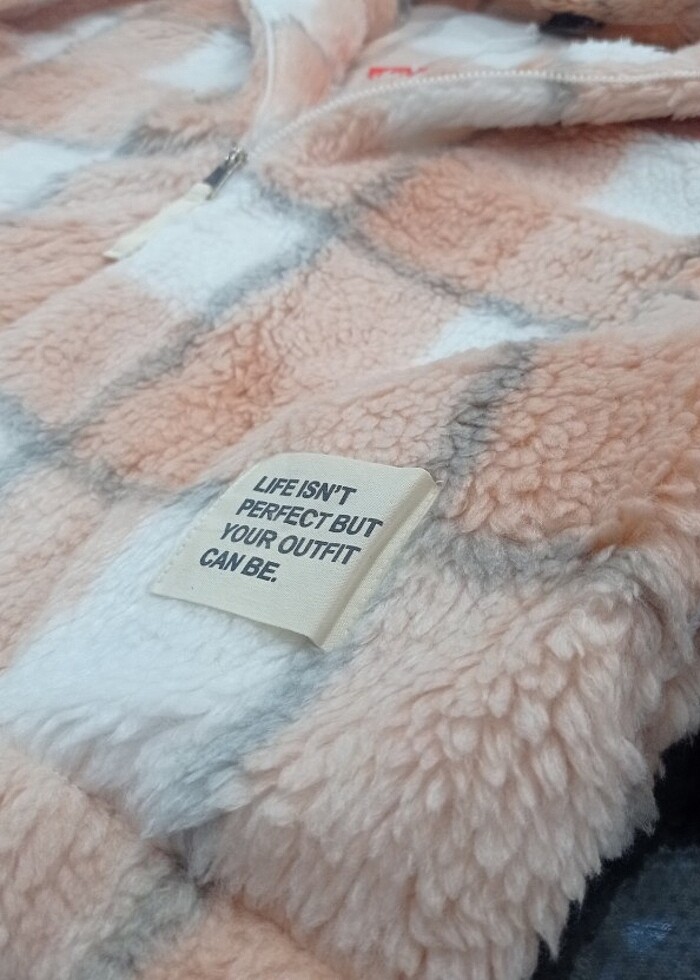 LIFE ISN'T
PERFECT BUT
YOUR OUTFIT
CAN BE.